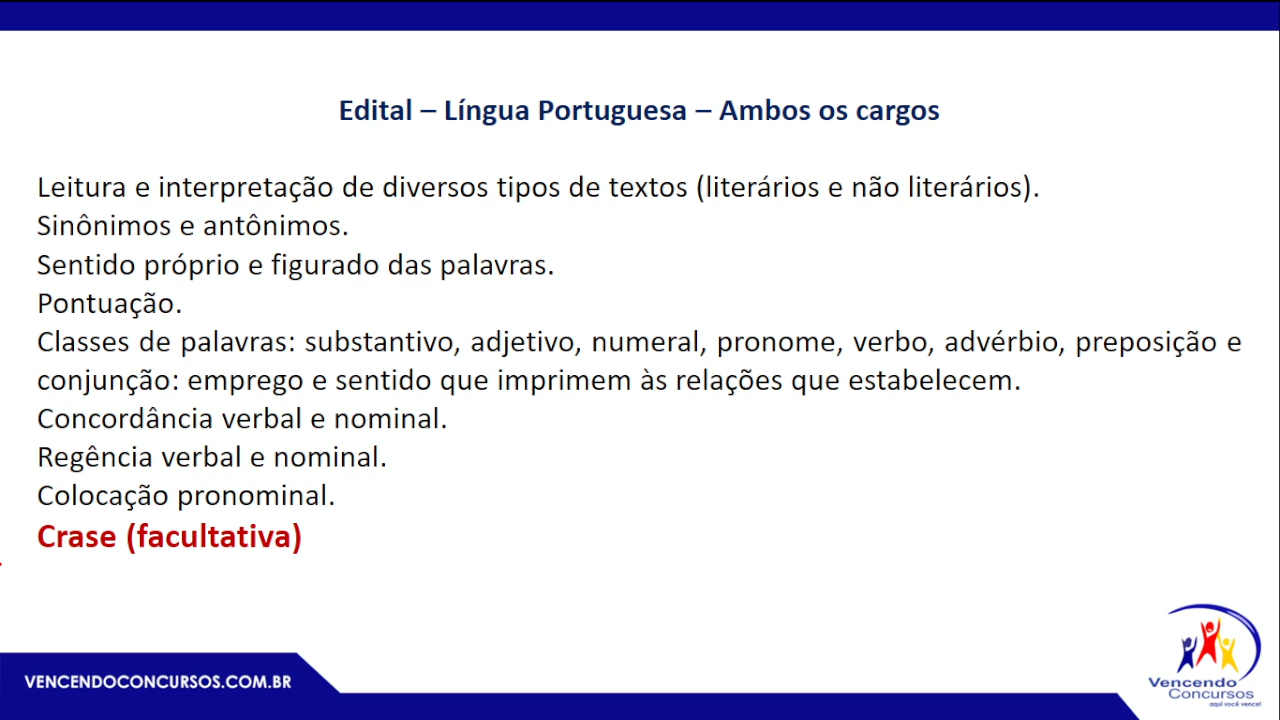 Edital – Língua Portuguesa – Ambos os cargos
Leitura e interpretação de diversos tipos de textos (literários e não literários).
Sinônimos e antônimos.
Sentido próprio e figurado das palavras.
Pontuação.
Classes de palavras: substantivo, adjetivo, numeral, pronome, verbo, advérbio, preposição e
conjunção: emprego e sentido que imprimem às relações que estabelecem.
Concordância verbal e nominal.
Regência verbal e nominal.
Colocação pronominal.
Crase (facultativa)
VENCENDOCONCURSOS.COM.BR
Vencendo
Concursos
aqui você vence!